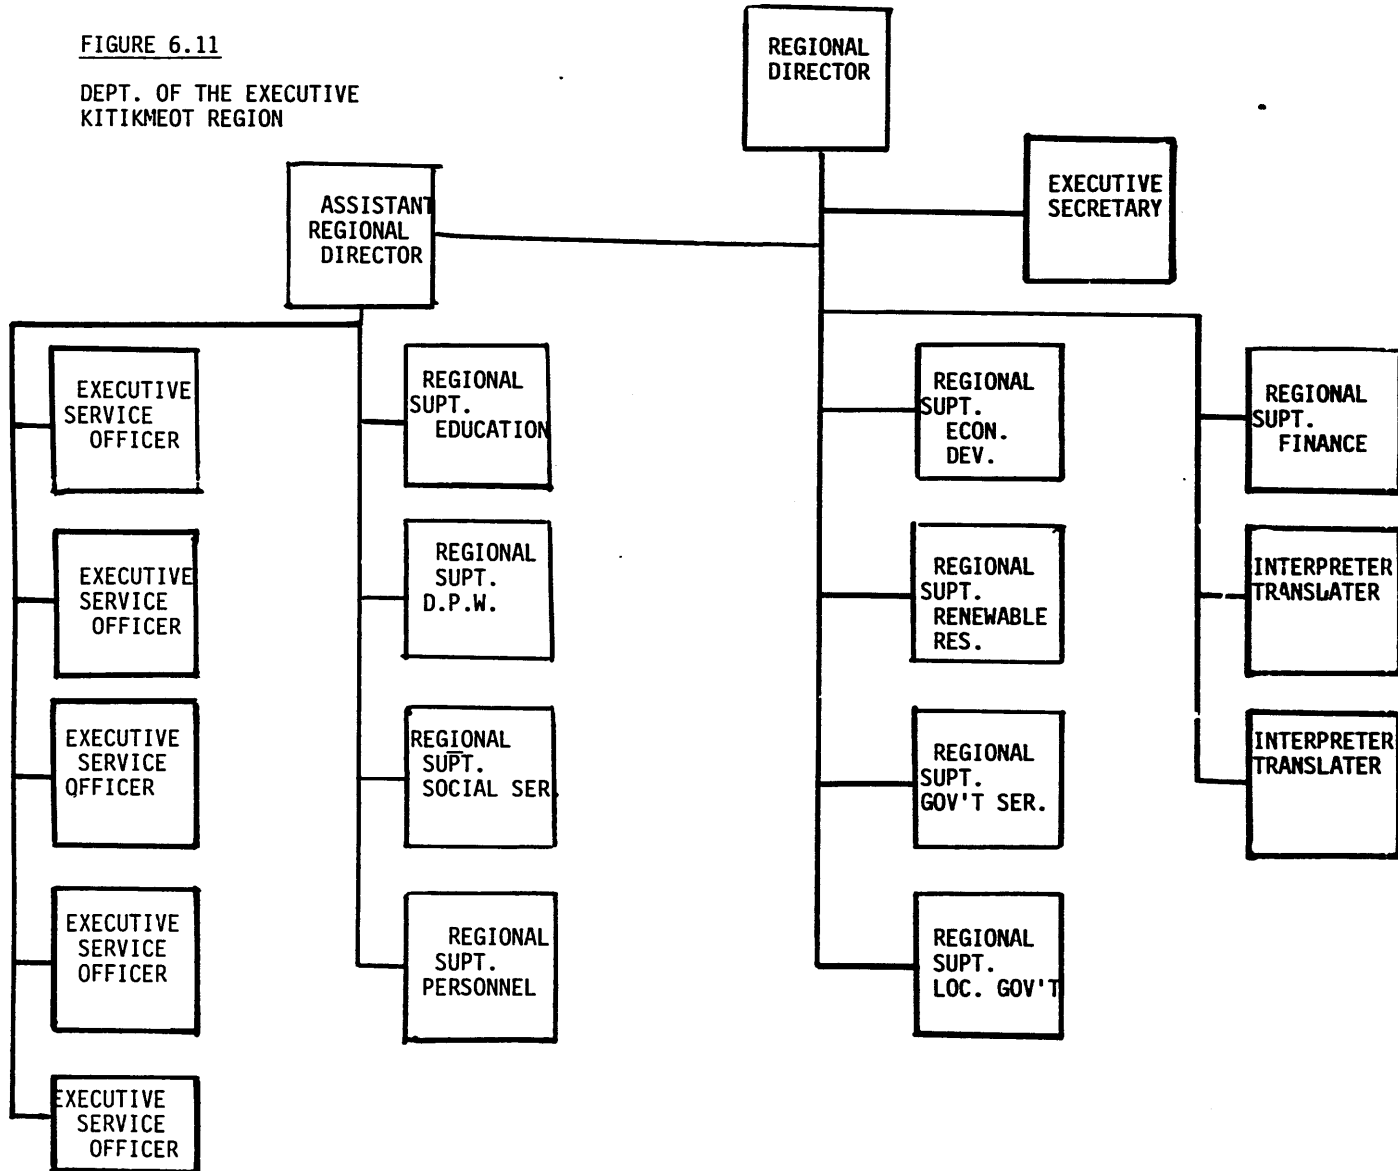 FIGURE 6.11
DEPT. OF THE EXECUTIVE
KITIKMEOT REGION
REGIONAL
DIRECTOR
EXECUTIVE
SECRETARY
ASSISTANT
REGIONAL
DIRECTOR
EXECUTIVE
SERVICE
OFFICER
EXECUTIVE
SERVICE
OFFICER
EXECUTIVE
SERVICE
OFFICER
EXECUTIVE
SERVICE
OFFICER
EXECUTIVE
SERVICE
OFFICER
REGIONAL
SUPT.
EDUCATION
REGIONAL
SUPT.
D.P.W.
REGIONAL
SUPT.
SOCIAL SER.
REGIONAL
SUPT.
PERSONNEL
REGIONAL
SUPT.
ECON.
DEV.
REGIONAL
SUPT.
RENEWABLE
RES.
REGIONAL
SUPT.
GOV'T SER.
REGIONAL
SUPT.
LOC. GOV'T
REGIONAL
SUPT.
FINANCE
INTERPRETER
TRANSLATER
INTERPRETER
TRANSLATER